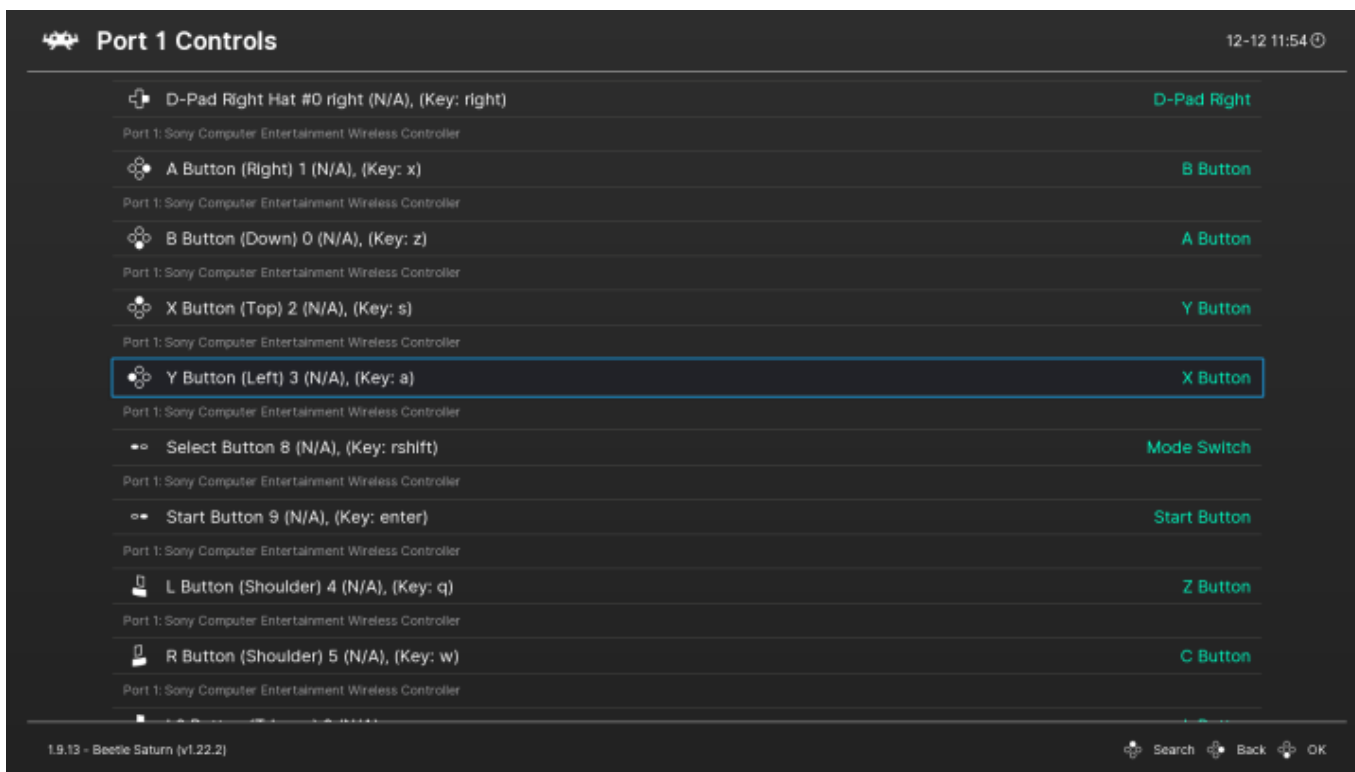 Port 1 Controls
12-12 11:54
D-Pad Right Hat #0 right (N/A), (Key: right) D-Pad Right
Port 1: Sony Computer Entertainment Wireless Controller
A Button (Right) 1 (N/A), (Key: x) B Button
Port 1: Sony Computer Entertainment Wireless Controller
B Button (Down) 0 (N/A), (Key: z) A Button
Port 1: Sony Computer Entertainment Wireless Controller
X Button (Top) 2 (N/A), (Key: s) Y Button
Port 1: Sony Computer Entertainment Wireless Controller
Y Button (Left) 3 (N/A), (Key: a) X Button
Port 1: Sony Computer Entertainment Wireless Controller
Select Button 8 (N/A), (Key: rshift) Mode Switch
Port 1: Sony Computer Entertainment Wireless Controller
Start Button 9 (N/A), (Key: enter) Start Button
Port 1: Sony Computer Entertainment Wireless Controller
L Button (Shoulder) 4 (N/A), (Key: q) Z Button
Port 1: Sony Computer Entertainment Wireless Controller
R Button (Shoulder) 5 (N/A), (Key: w) C Button
Port 1: Sony Computer Entertainment Wireless Controller
1.9.13 - Beetle Saturn (v1.22.2)
Search Back OK